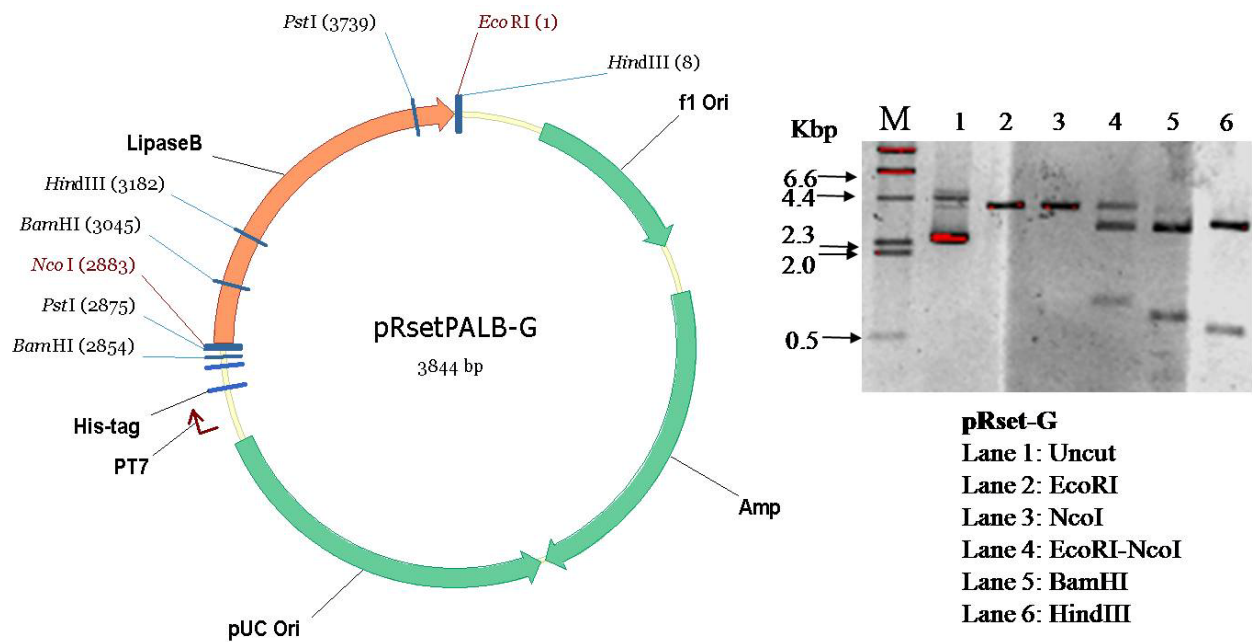 PstI (3739)
EcoRI (1)
HindIII (8)
f1 Ori
LipaseB
HindIII (3182)
BamHI (3045)
NcoI (2883)
PstI (2875)
BamHI (2854)
His-tag
PT7
pUC Ori
Amp
pRsetPALB-G
3844 bp
Kbp M 1 2 3 4 5 6
6.6
4.4
2.3
2.0
0.5
pRset-G
Lane 1: Uncut
Lane 2: EcoRI
Lane 3: NcoI
Lane 4: EcoRI-NcoI
Lane 5: BamHI
Lane 6: HindIII